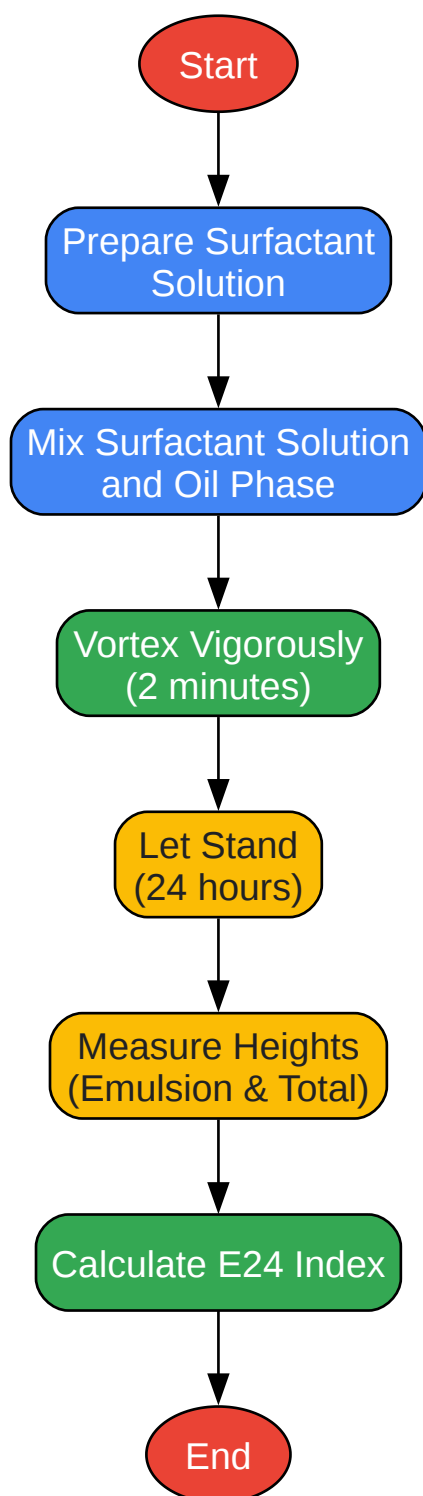 Start
Prepare Surfactant
Solution
Mix Surfactant Solution
and Oil Phase
Vortex Vigorously
(2 minutes)
Let Stand
(24 hours)
Measure Heights
(Emulsion & Total)
Calculate E24 Index
End